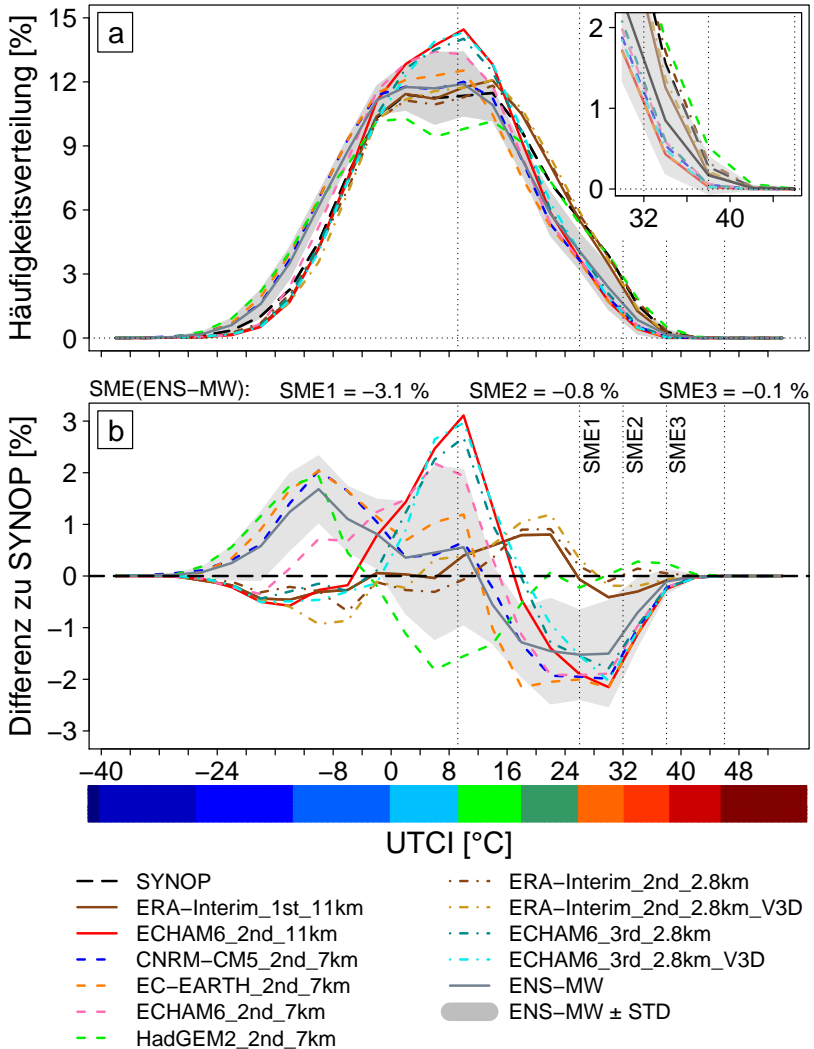 Häufigkeitsverteilung [%]
15
12
9
6
3
0
a
2
1
0
32
40
SME(ENS−MW):
SME1 = −3.1 %
SME2 = −0.8 %
SME3 = −0.1 %
Differenz zu SYNOP [%]
3
2
1
0
−1
−2
−3
b
SME1
SME2
SME3
−40
−24
−8
0
8
16
24
32
40
48
UTCI [°C]
SYNOP
ERA−Interim_1st_11km
ECHAM6_2nd_11km
CNRM−CM5_2nd_7km
EC−EARTH_2nd_7km
ECHAM6_2nd_7km
HadGEM2_2nd_7km
ERA−Interim_2nd_2.8km
ERA−Interim_2nd_2.8km_V3D
ECHAM6_3rd_2.8km
ECHAM6_3rd_2.8km_V3D
ENS−MW
ENS−MW ± STD